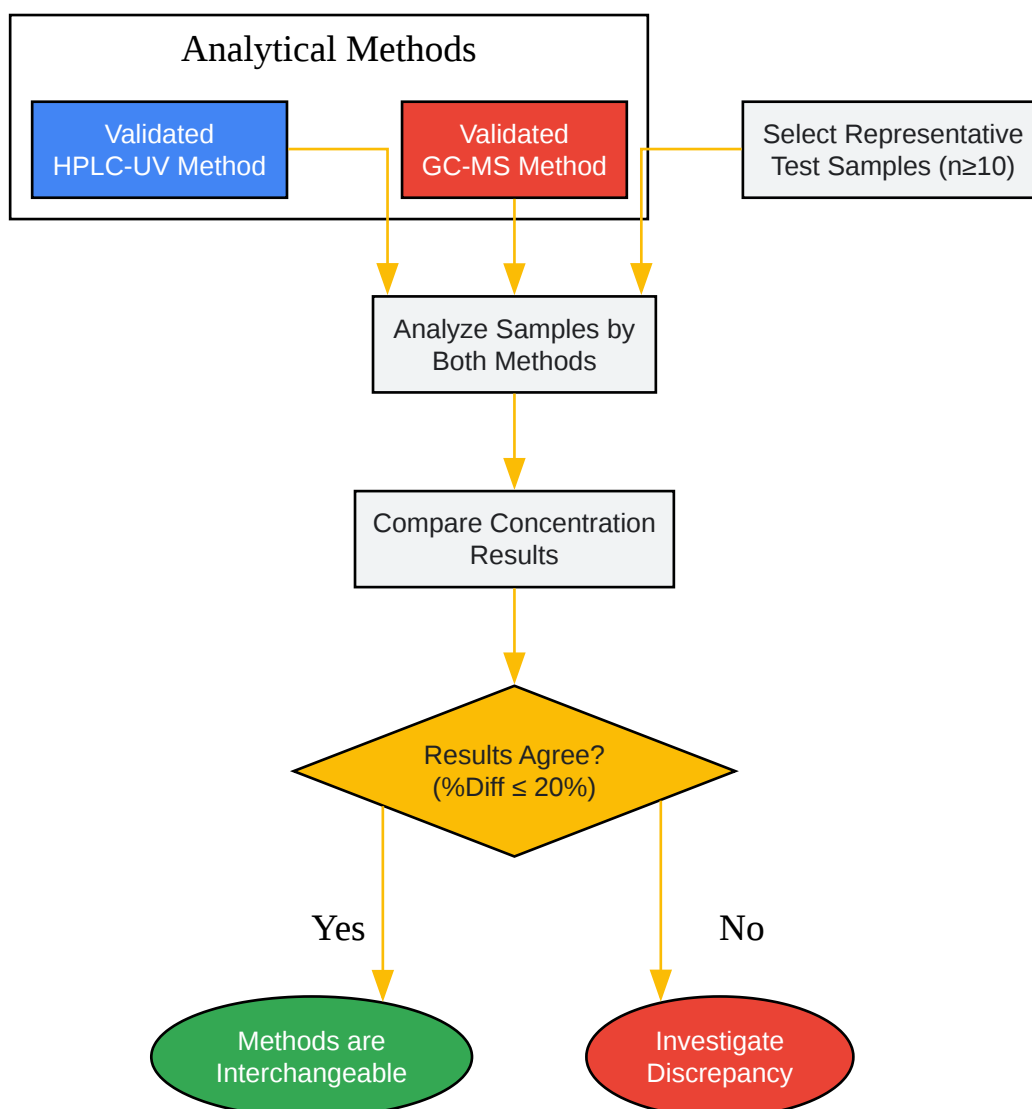 Analytical Methods
Validated
HPLC-UV Method
Validated
GC-MS Method
Select Representative
Test Samples (n≥10)
Analyze Samples by
Both Methods
Compare Concentration
Results
Results Agree?
(%Diff ≤ 20%)
Yes
No
Methods are
Interchangeable
Investigate
Discrepancy